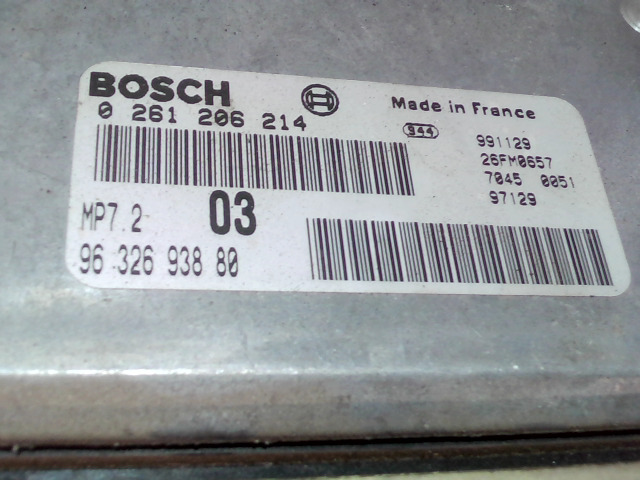 BOSCH
0 261 206 214
Made in France
944
991129
26FM0657
7045 0051
97129
MP7.2 03
96 326 938 80